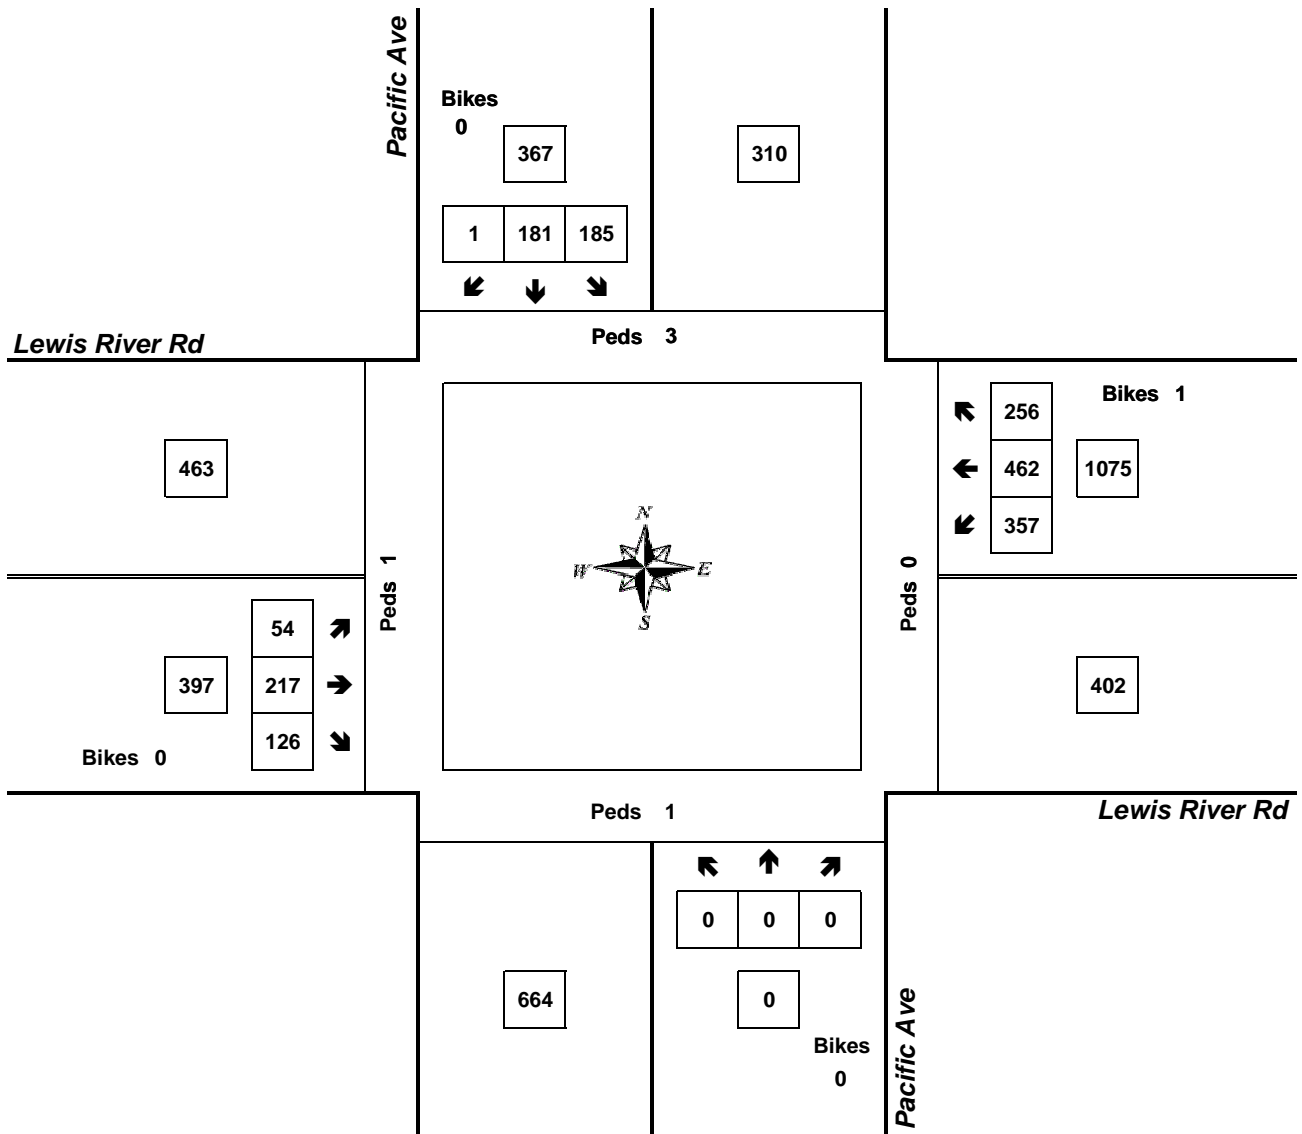 Pacific Ave
Bikes
0
367
310
1 181 185
Peds 3
Lewis River Rd
256
Bikes 1
463
462
1075
357
N
W E
S
Peds 1
Peds 0
54
397
217
402
126
Bikes 0
Peds 1
Lewis River Rd
0 0 0
664
0
Bikes
0
Pacific Ave